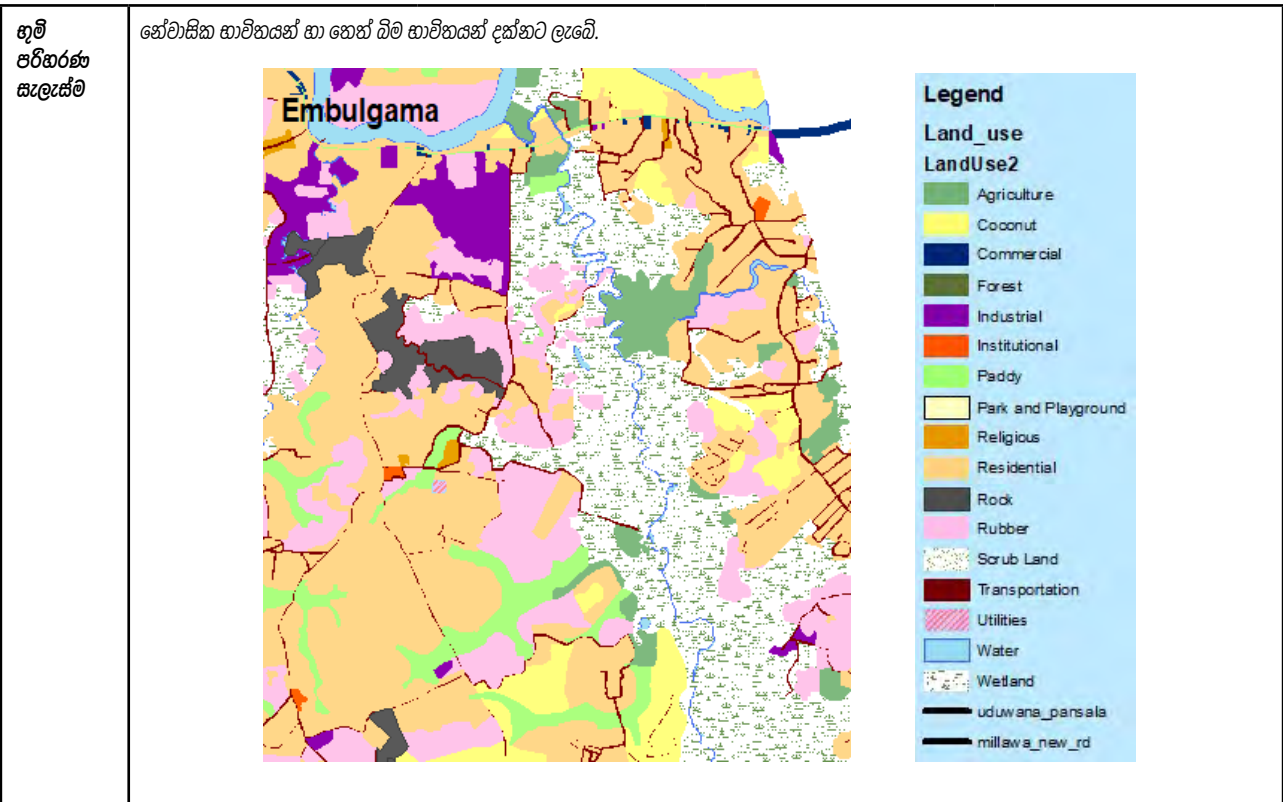 භුමි
පරිහරණ
සැලැස්ම
නේවාසික භාවිතයන් හා තෙත් බිම භාවිතයන් දක්නට ලැබේ.
Embulgama
Legend
Land_use
LandUse2
Agriculture
Coconut
Commercial
Forest
Industrial
Institutional
Paddy
Park and Playground
Religious
Residential
Rock
Rubber
Scrub Land
Transportation
Utilities
Water
Wetland
uduwana_pansala
millawa_new_rd